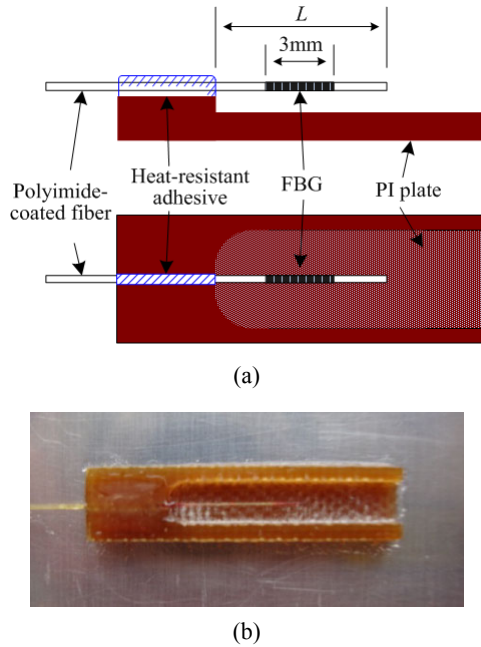 L
3mm
Polyimide-
coated fiber
Heat-resistant
adhesive
FBG
PI plate
(a)
(b)